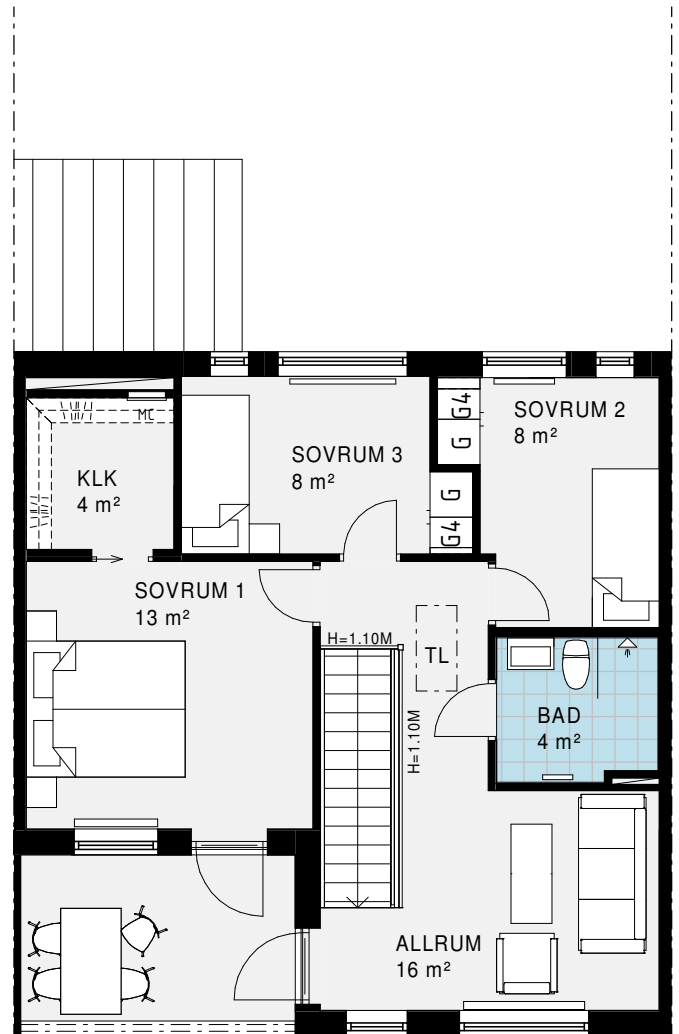 G4
G
SOVRUM 2
8 m²
MC
SOVRUM 3
8 m²
KLK
4 m²
G
G4
SOVRUM 1
13 m²
H=1.10M
TL
H=1.10M
BAD
4 m²
ALLRUM
16 m²